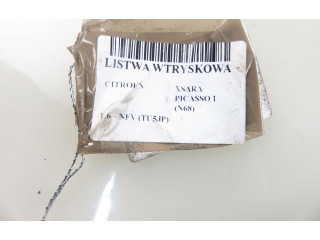 LISTWA WTRYSKOWA
CITROEN XSARA
PICASSO I
(N68)
1.6 NFV (TU5JP)